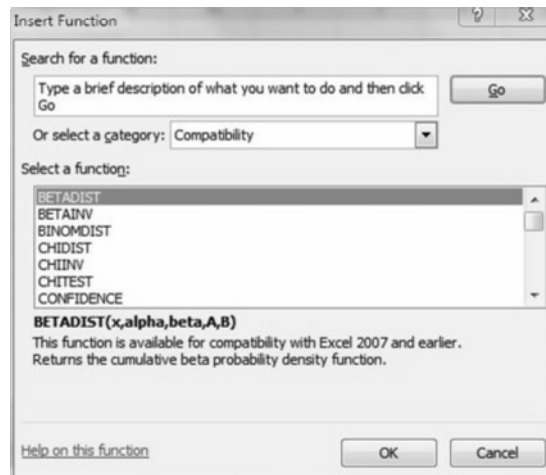 Insert Function
Search for a function:
Type a brief description of what you want to do and then click
Go
Go
Or select a category: Compatibility
Select a function:
BETADIST
BETAINV
BINOMDIST
CHIDIST
CHIINV
CHITEST
CONFIDENCE
BETADIST(x,alpha,beta,A,B)
This function is available for compatibility with Excel 2007 and earlier.
Returns the cumulative beta probability density function.
Help on this function
OK Cancel